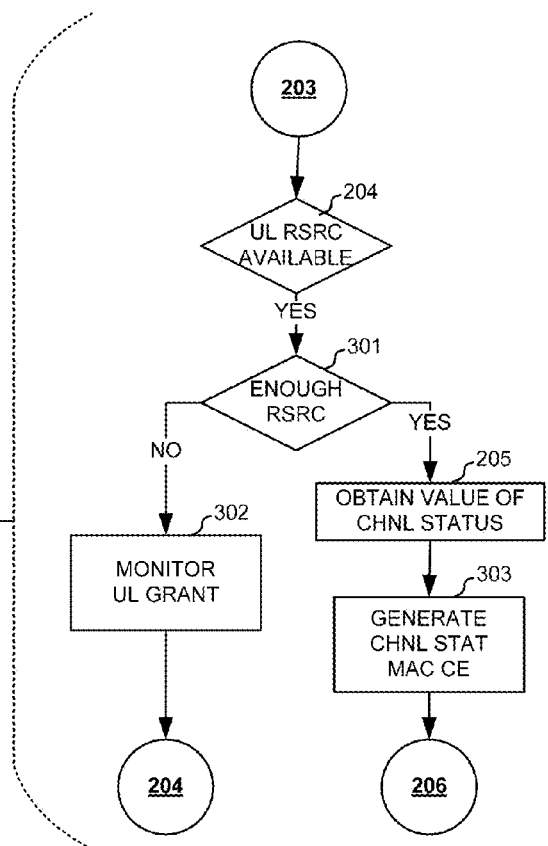 203
204
UL RSRC
AVAILABLE
YES
301
ENOUGH
RSRC
NO
YES
205
OBTAIN VALUE OF
CHNL STATUS
302
MONITOR
UL GRANT
303
GENERATE
CHNL STAT
MAC CE
204
206